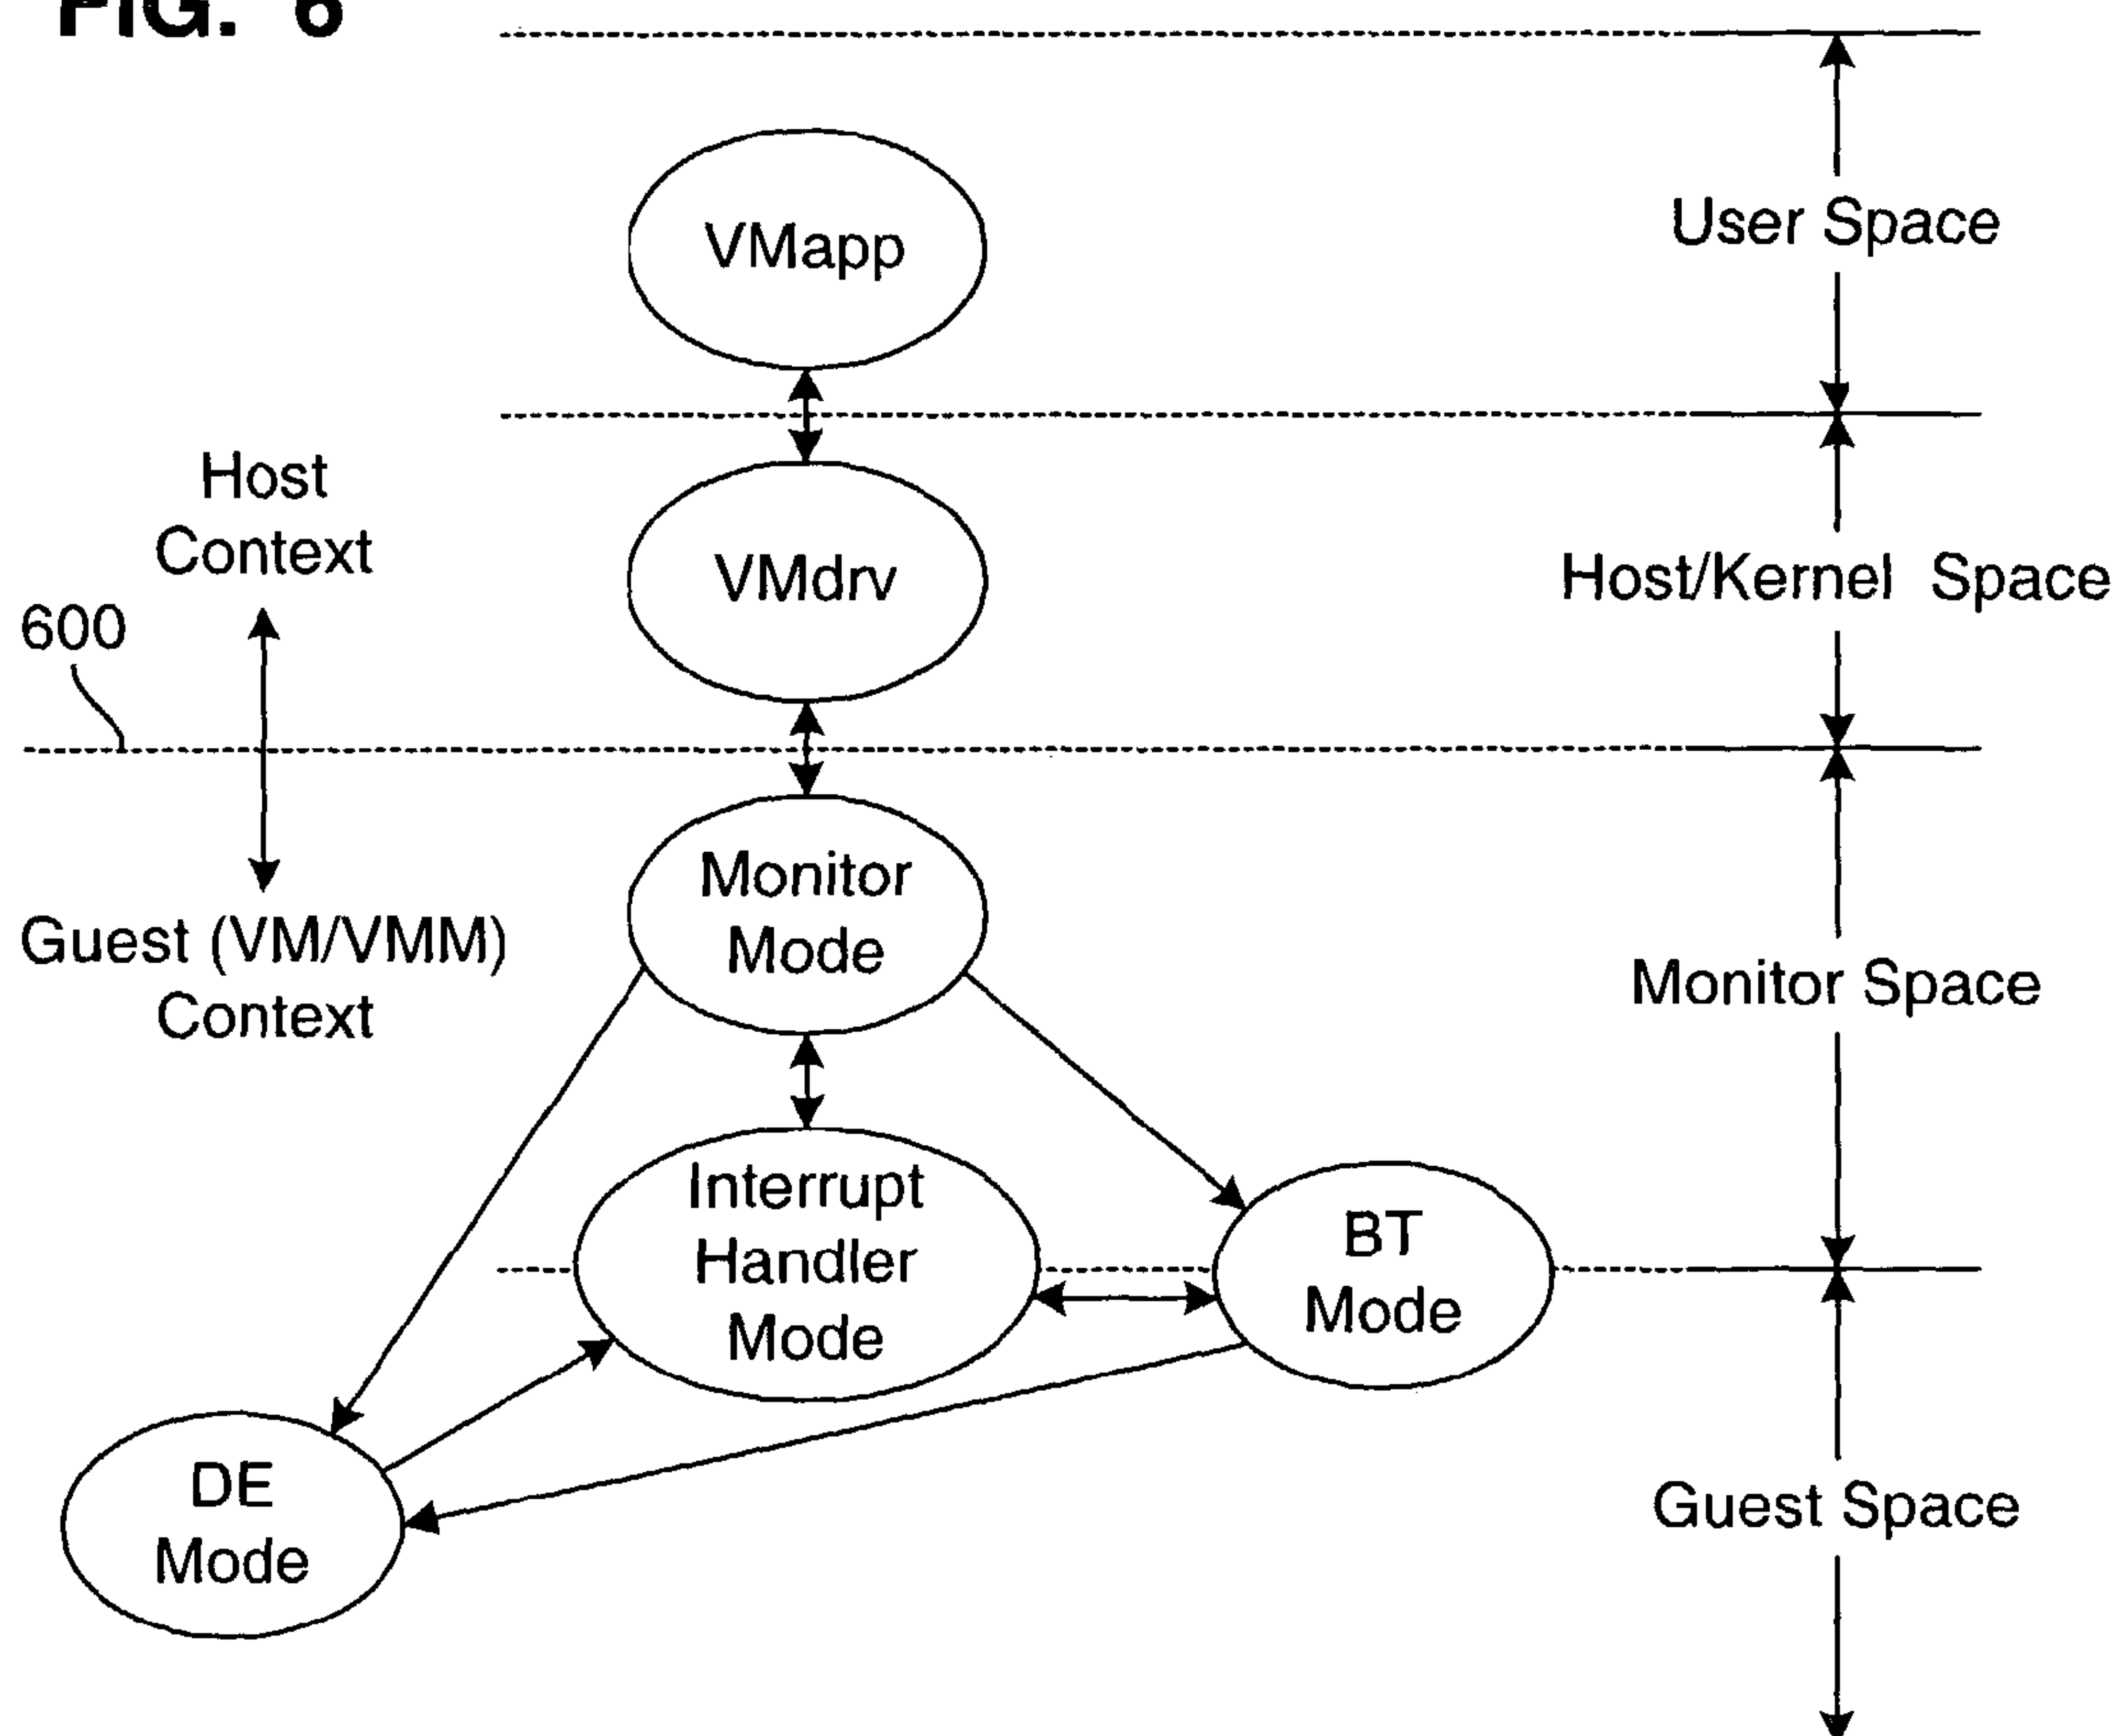 FIG. 6
VMapp
User Space
Host
Context
VMdrv
Host/Kernel Space
600
Guest (VM/VMM)
Context
Monitor
Mode
Monitor Space
Interrupt
Handler
Mode
BT
Mode
DE
Mode
Guest Space